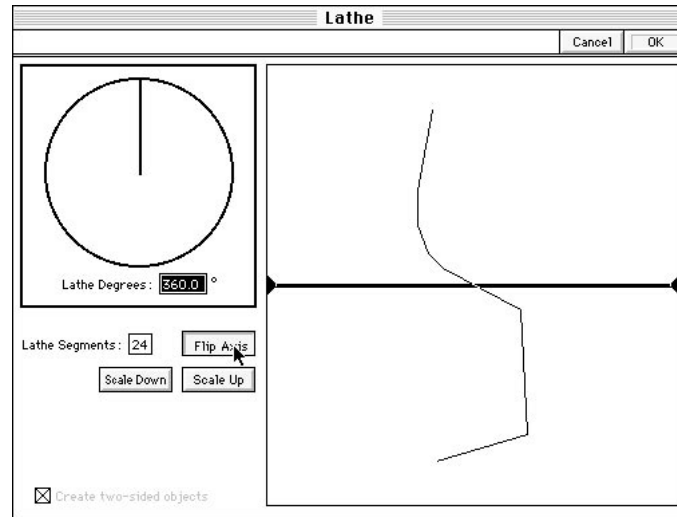 Lathe
Cancel
OK
Lathe Degrees: 360.0 °
Lathe Segments: 24
Flip Axis
Scale Down
Scale Up
Create two-sided objects